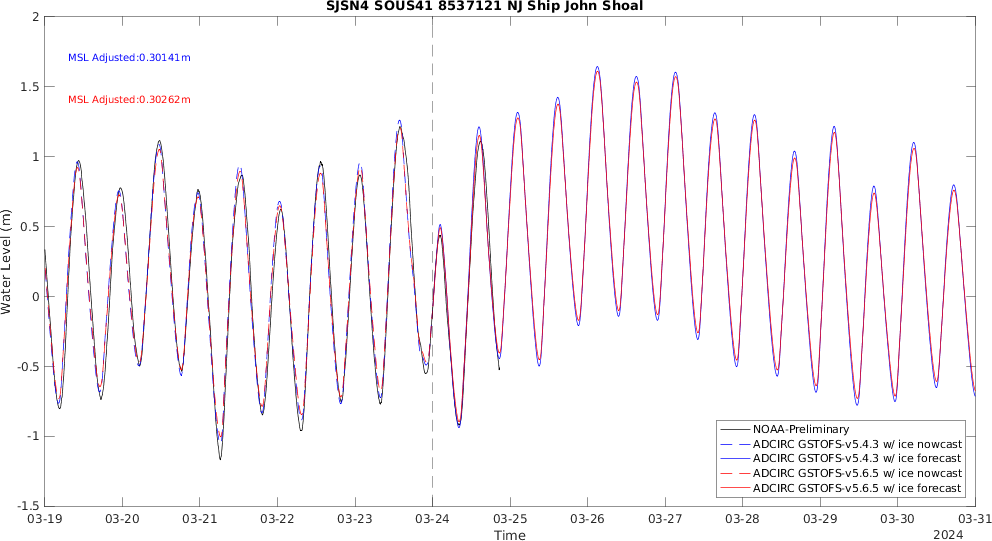 SJSN4 SOUS41 8537121 NJ Ship John Shoal
2
1.5
1
0.5
0
-0.5
-1
-1.5
Water Level (m)
MSL Adjusted:0.30141m
MSL Adjusted:0.30262m
NOAA-Preliminary
ADCIRC GSTOFS-v5.4.3 w/ ice nowcast
ADCIRC GSTOFS-v5.4.3 w/ ice forecast
ADCIRC GSTOFS-v5.6.5 w/ ice nowcast
ADCIRC GSTOFS-v5.6.5 w/ ice forecast
03-19 03-20 03-21 03-22 03-23 03-24 03-25 03-26 03-27 03-28 03-29 03-30 03-31
Time
2024